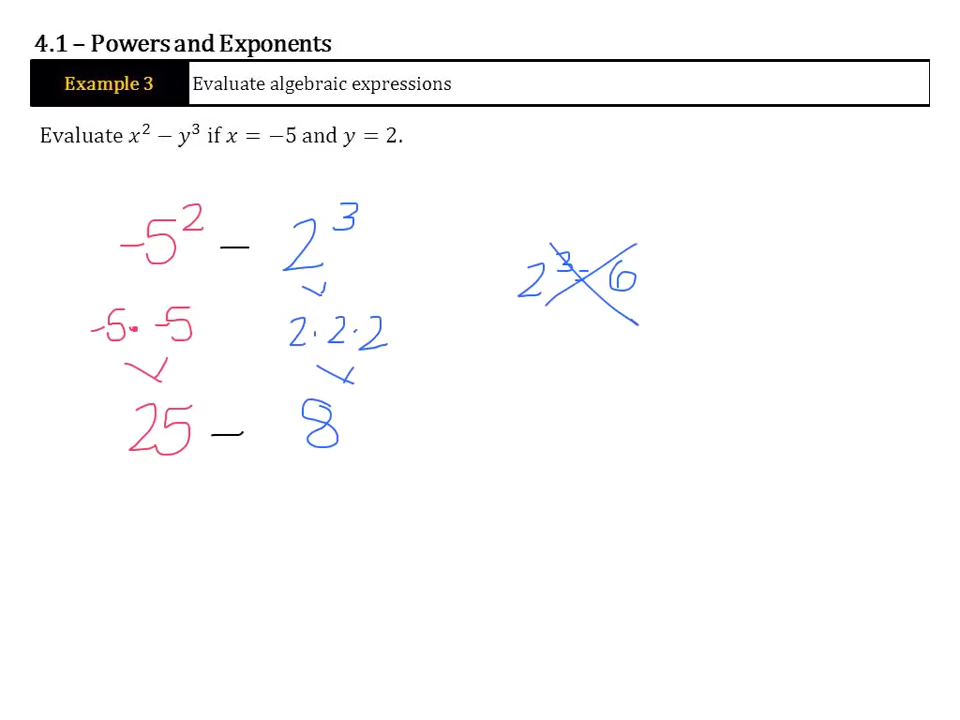 4.1 – Powers and Exponents
Example 3 Evaluate algebraic expressions
Evaluate x² − y³ if x = −5 and y = 2.
-5² - 2³
2³ = 6
-5 · -5 2 · 2 · 2
25 - 8